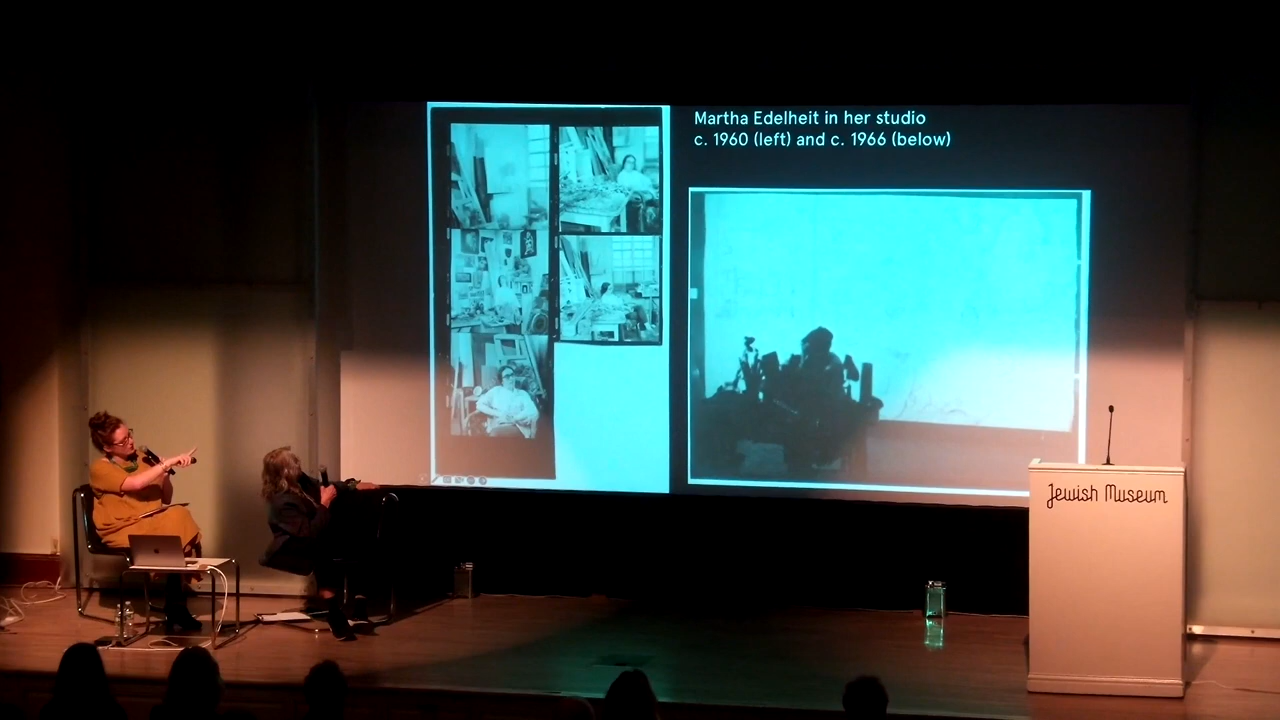 Martha Edelheit in her studio
c. 1960 (left) and c. 1966 (below)
Jewish Museum